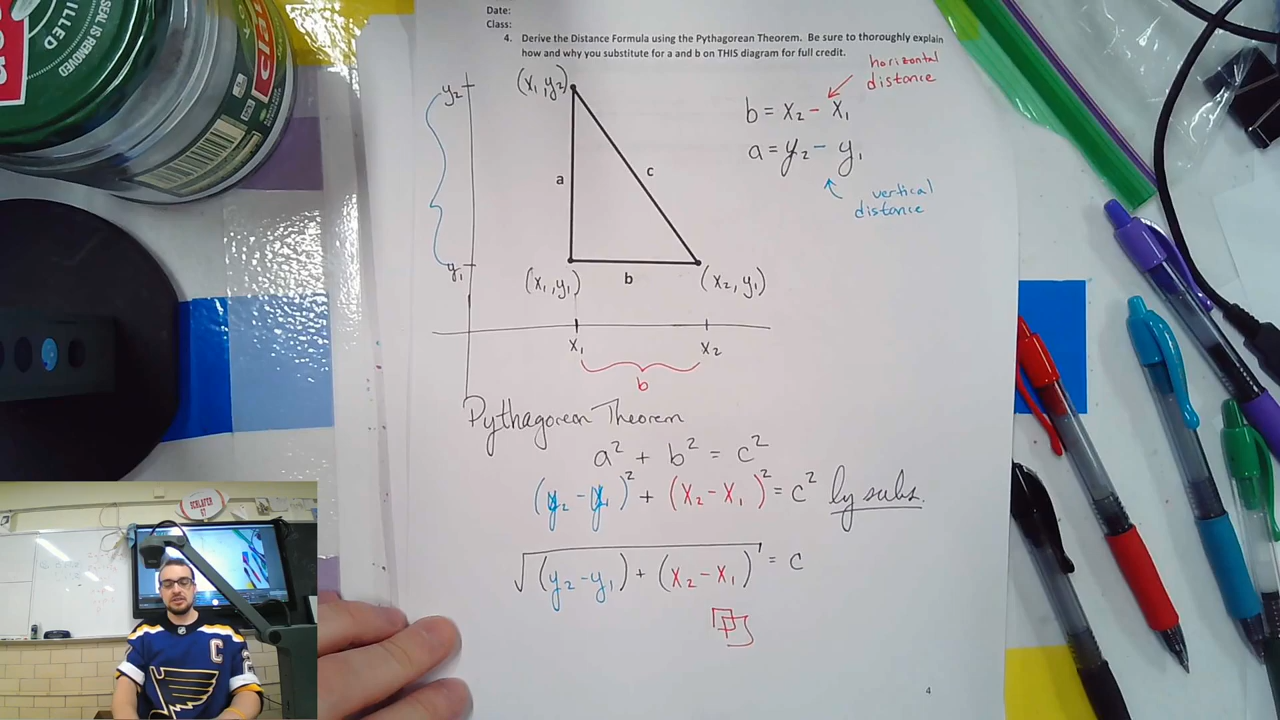 SEAL IS REMOVED
Date:
Class:
4. Derive the Distance Formula using the Pythagorean Theorem. Be sure to thoroughly explain
how and why you substitute for a and b on THIS diagram for full credit.
horizontal
distance
(x₁, y₂)
y₂
b = x₂ - x₁
a = y₂ - y₁
a
c
vertical
distance
y₁
(x₁, y₁)
b
(x₂, y₁)
x₁
x₂
b
Pythagorean Theorem
a² + b² = c²
(y₂ - y₁)² + (x₂ - x₁)² = c² by subs.
√(y₂ - y₁) + (x₂ - x₁) = c
C
4